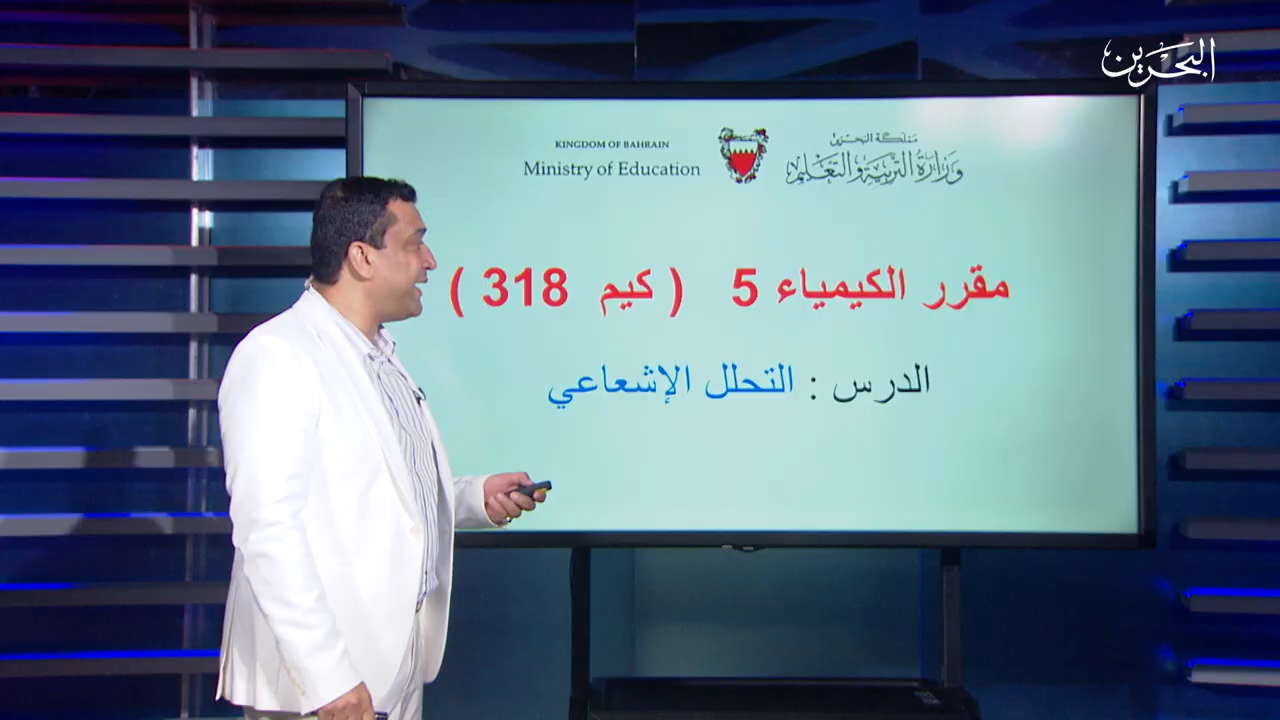 البحرين
KINGDOM OF BAHRAIN
Ministry of Education
مملكة البحرين
وزارة التربية والتعليم
مقرر الكيمياء 5 ( كيم 318 )
الدرس : التحلل الإشعاعي